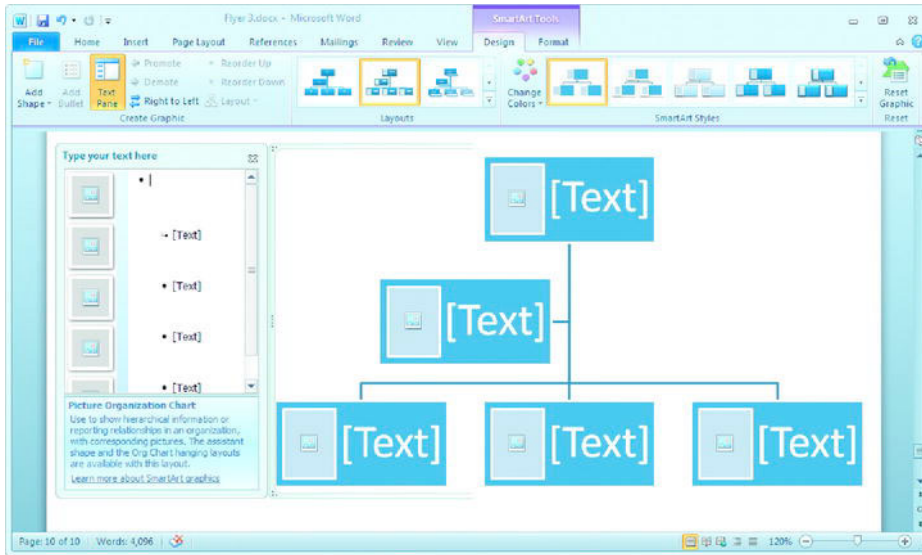 Flyer 3.docx - Microsoft Word
SmartArt Tools
File Home Insert Page Layout References Mailings Review View Design Format
Add Shape
Add Bullet
Text Pane
Promote
Demote
Right to Left
Reorder Up
Reorder Down
Layout
Create Graphic
Layouts
Change Colors
SmartArt Styles
Reset Graphic
Reset
Type your text here
[Text]
[Text]
[Text]
[Text]
Picture Organization Chart
Use to show hierarchical information or
reporting relationships in an organization,
with corresponding pictures. The assistant
shape and the Org Chart hanging layouts
are available with this layout.
Learn more about SmartArt graphics
[Text]
[Text]
[Text] [Text] [Text]
Page: 10 of 10 Words: 4,096 120%